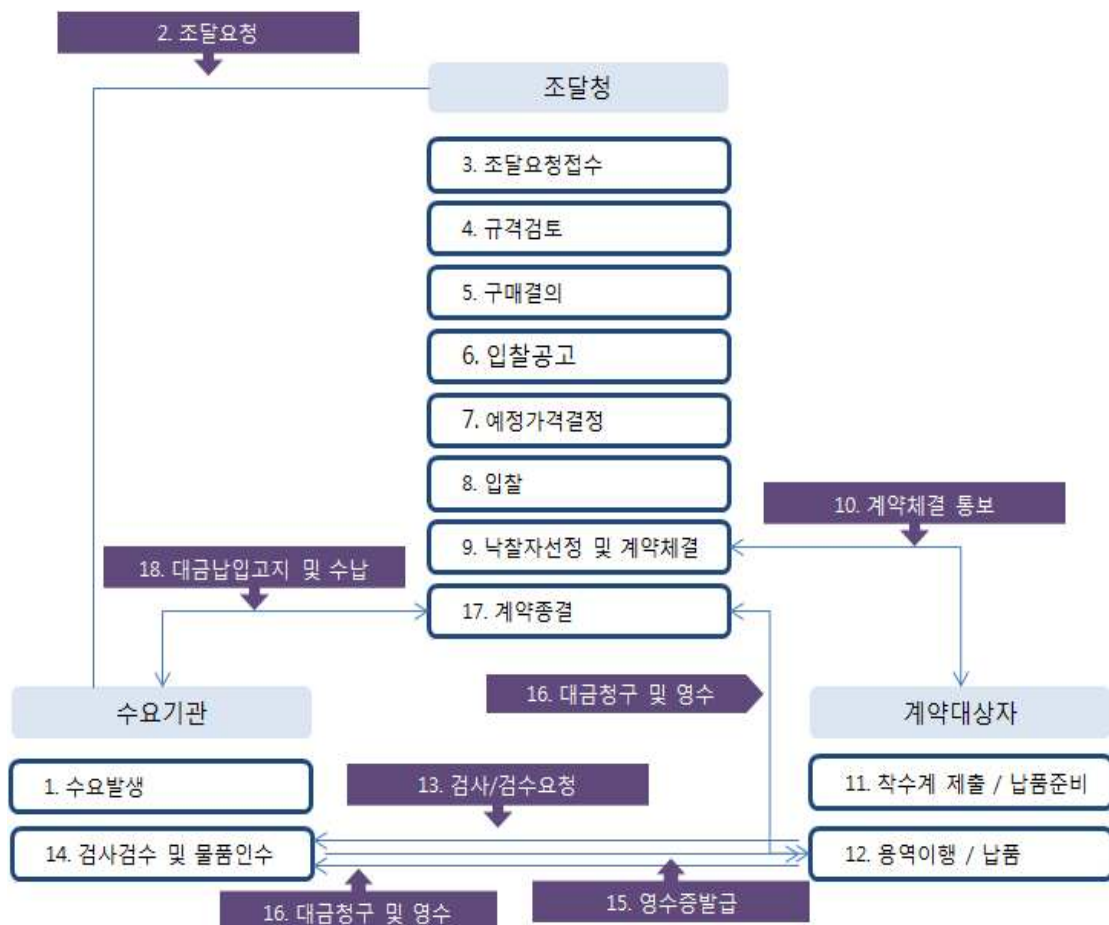 2. 조달요청
조달청
3. 조달요청접수
4. 규격검토
5. 구매결의
6. 입찰공고
7. 예정가격결정
8. 입찰
10. 계약체결 통보
9. 낙찰자선정 및 계약체결
18. 대금납입고지 및 수납
17. 계약종결
16. 대금청구 및 영수
수요기관
계약대상자
1. 수요발생
13. 검사/검수요청
11. 착수계 제출 / 납품준비
14. 검사검수 및 물품인수
12. 용역이행 / 납품
16. 대금청구 및 영수
15. 영수증발급